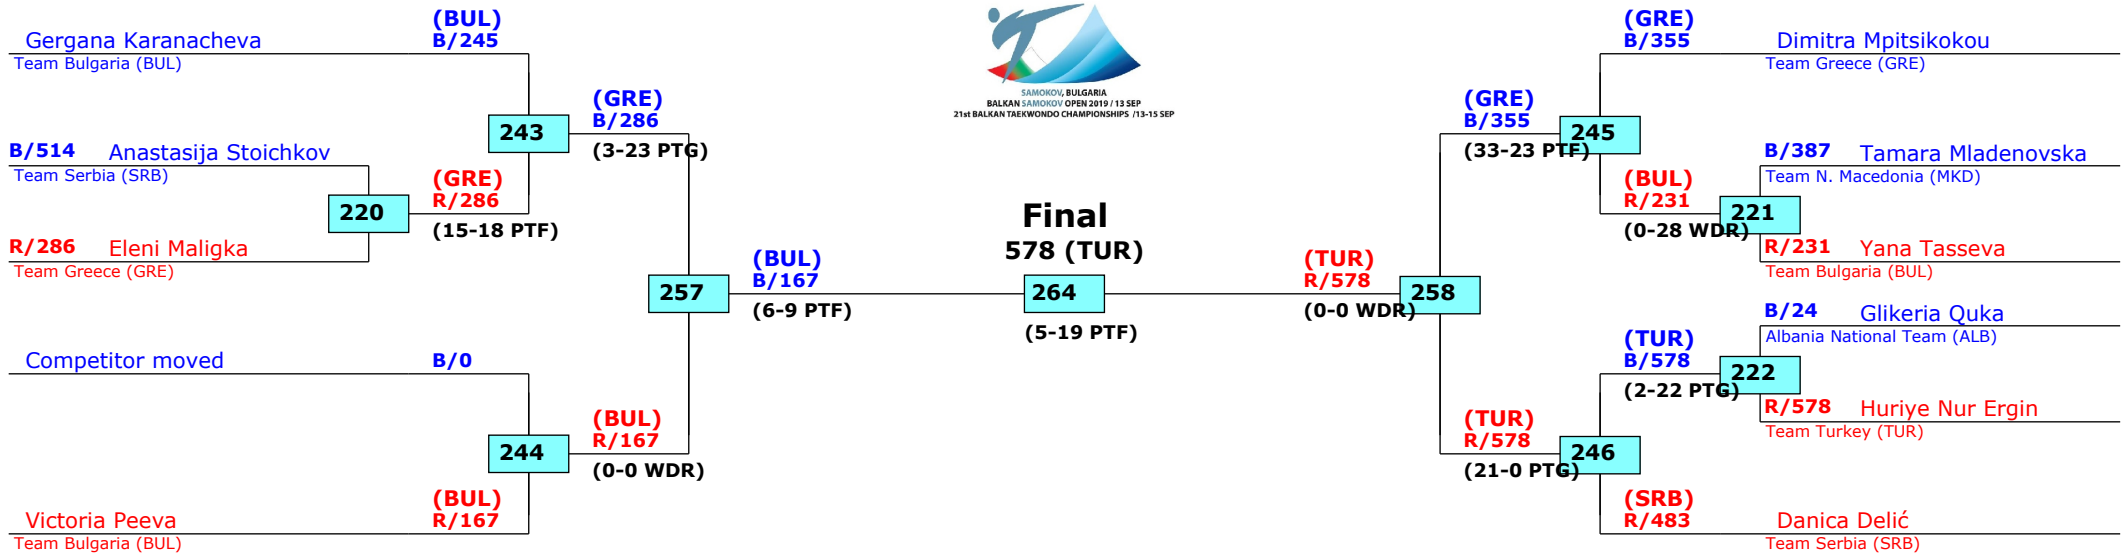 (BUL)
B/245
Gergana Karanacheva
Team Bulgaria (BUL)
243
(GRE)
B/286
(3-23 PTG)
B/514 Anastasija Stoichkov
Team Serbia (SRB)
220
(GRE)
R/286
(15-18 PTF)
R/286 Eleni Maligka
Team Greece (GRE)
257
(BUL)
B/167
(6-9 PTF)
Competitor moved
B/0
244
(BUL)
R/167
(0-0 WDR)
(BUL)
R/167
Victoria Peeva
Team Bulgaria (BUL)
SAMOKOV, BULGARIA
BALKAN SAMOKOV OPEN 2019 / 13 SEP
21st BALKAN TAEKWONDO CHAMPIONSHIPS /13-15 SEP
Final
578 (TUR)
264
(5-19 PTF)
(GRE)
B/355
Dimitra Mpitsikokou
Team Greece (GRE)
(GRE)
B/355
(33-23 PTF)
245
B/387 Tamara Mladenovska
Team N. Macedonia (MKD)
(BUL)
R/231
(0-28 WDR)
221
R/231 Yana Tasseva
Team Bulgaria (BUL)
(TUR)
R/578
(0-0 WDR)
258
B/24 Glikeria Quka
Albania National Team (ALB)
(TUR)
B/578
(2-22 PTG)
222
R/578 Huriye Nur Ergin
Team Turkey (TUR)
(TUR)
R/578
(21-0 PTG)
246
(SRB)
R/483
Danica Delić
Team Serbia (SRB)